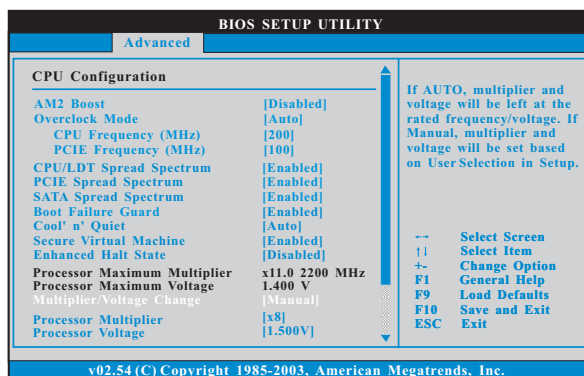 BIOS SETUP UTILITY
Advanced
CPU Configuration
AM2 Boost [Disabled]
Overclock Mode [Auto]
CPU Frequency (MHz) [200]
PCIE Frequency (MHz) [100]
CPU/LDT Spread Spectrum [Enabled]
PCIE Spread Spectrum [Enabled]
SATA Spread Spectrum [Enabled]
Boot Failure Guard [Enabled]
Cool' n' Quiet [Auto]
Secure Virtual Machine [Enabled]
Enhanced Halt State [Disabled]
Processor Maximum Multiplier x11.0 2200 MHz
Processor Maximum Voltage 1.400 V
Multiplier/Voltage Change [Manual]
Processor Multiplier [x8]
Processor Voltage [1.500V]
If AUTO, multiplier and
voltage will be left at the
rated frequency/voltage. If
Manual, multiplier and
voltage will be set based
on User Selection in Setup.
←→ Select Screen
↑↓ Select Item
+- Change Option
F1 General Help
F9 Load Defaults
F10 Save and Exit
ESC Exit
v02.54 (C) Copyright 1985-2003, American Megatrends, Inc.